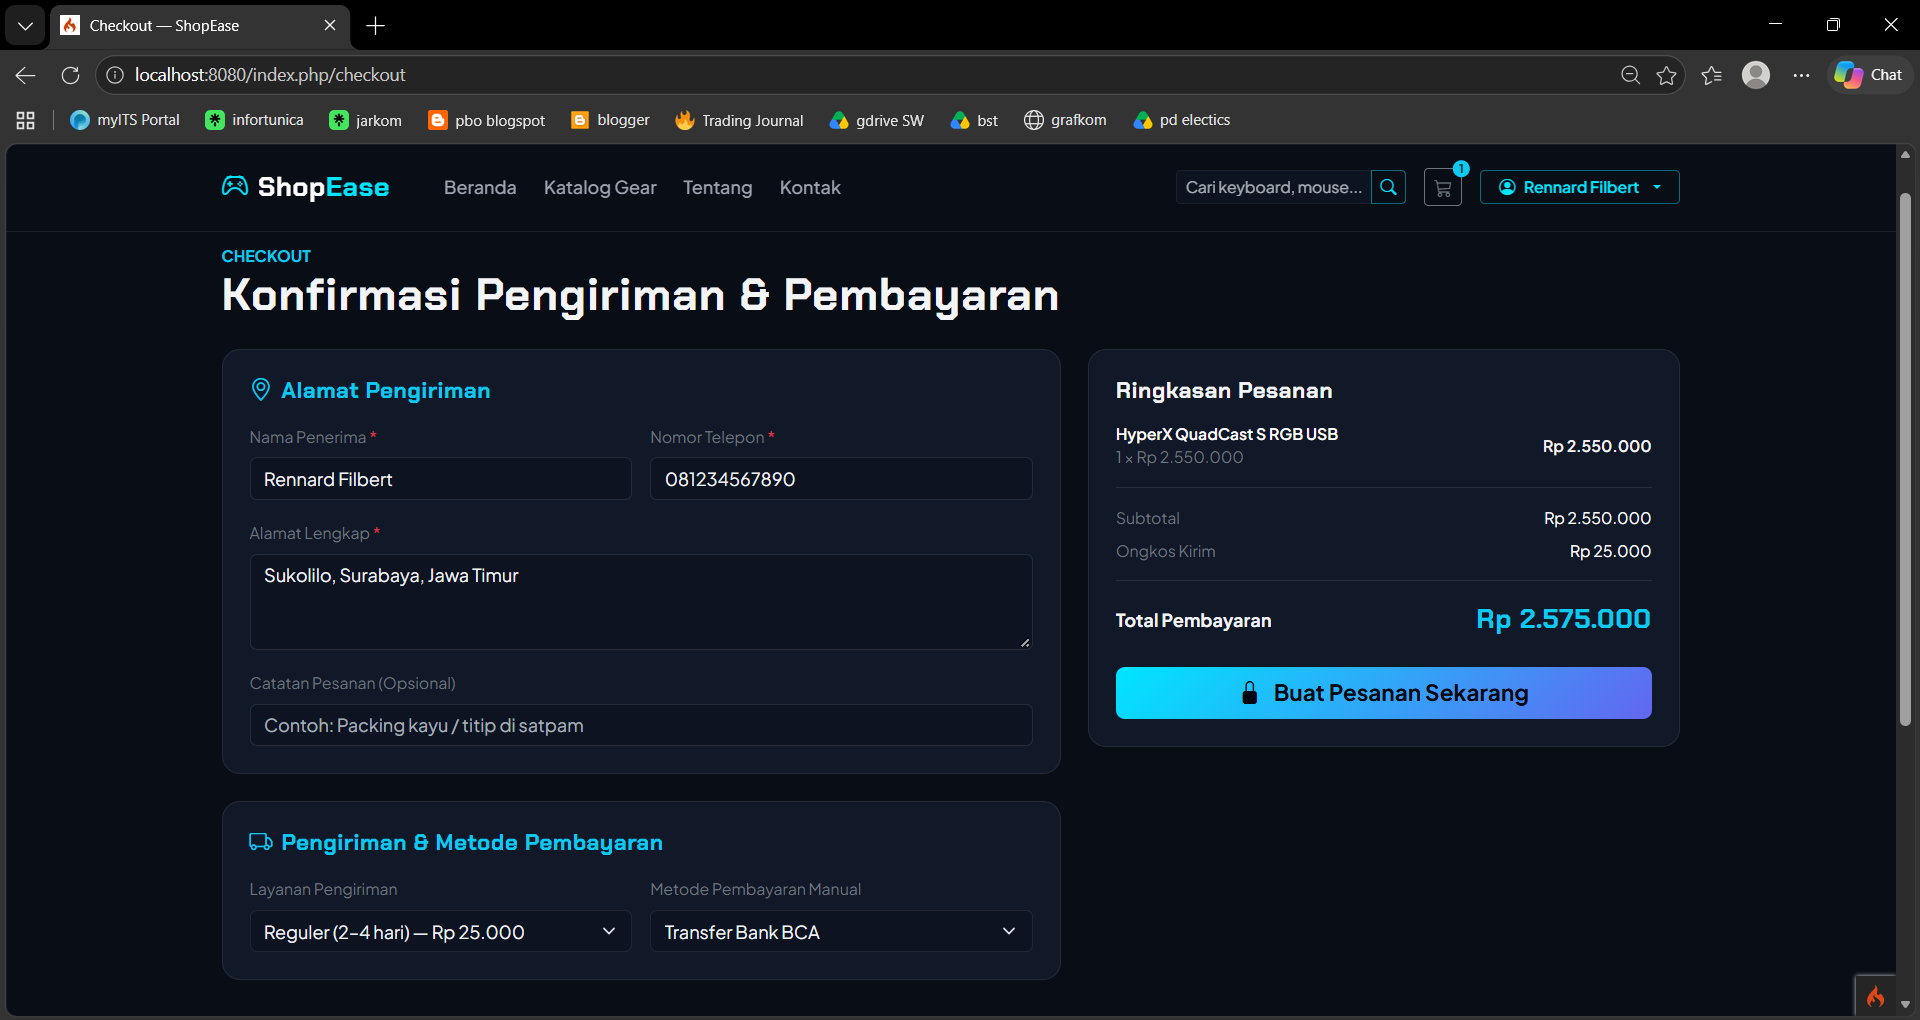 Checkout — ShopEase
localhost:8080/index.php/checkout
Chat
myITS Portal
infortunica
jarkom
pbo blogspot
blogger
Trading Journal
gdrive SW
bst
grafkom
pd electics
ShopEase
Beranda
Katalog Gear
Tentang
Kontak
Cari keyboard, mouse...
1
Rennard Filbert
CHECKOUT
Konfirmasi Pengiriman & Pembayaran
Alamat Pengiriman
Nama Penerima *
Nomor Telepon *
Rennard Filbert
081234567890
Alamat Lengkap *
Sukolilo, Surabaya, Jawa Timur
Catatan Pesanan (Opsional)
Contoh: Packing kayu / titip di satpam
Pengiriman & Metode Pembayaran
Layanan Pengiriman
Metode Pembayaran Manual
Reguler (2–4 hari) — Rp 25.000
Transfer Bank BCA
Ringkasan Pesanan
HyperX QuadCast S RGB USB
1 × Rp 2.550.000
Rp 2.550.000
Subtotal
Rp 2.550.000
Ongkos Kirim
Rp 25.000
Total Pembayaran
Rp 2.575.000
Buat Pesanan Sekarang